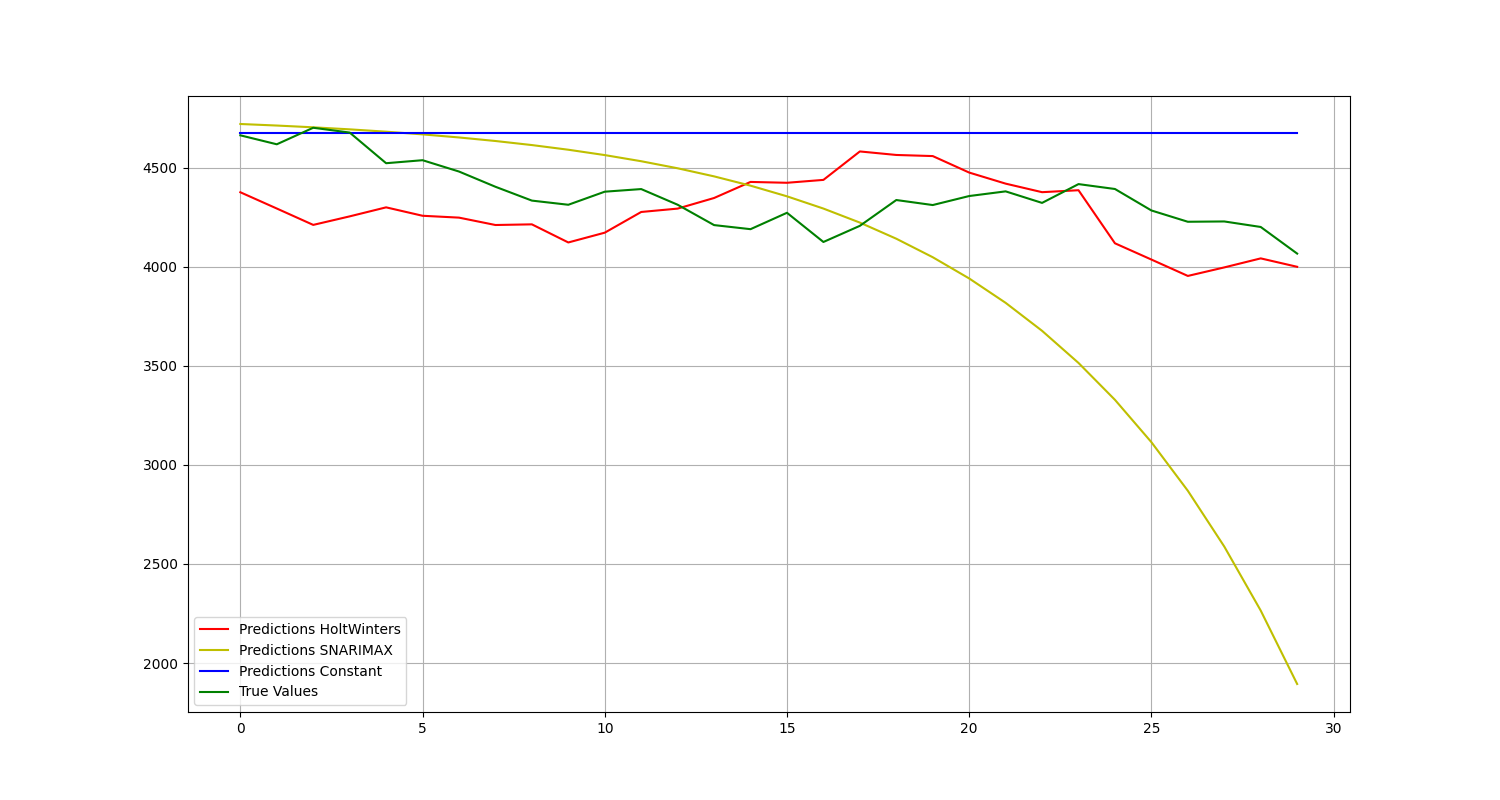 4500
4000
3500
3000
2500
2000
Predictions HoltWinters
Predictions SNARIMAX
Predictions Constant
True Values
0 5 10 15 20 25 30